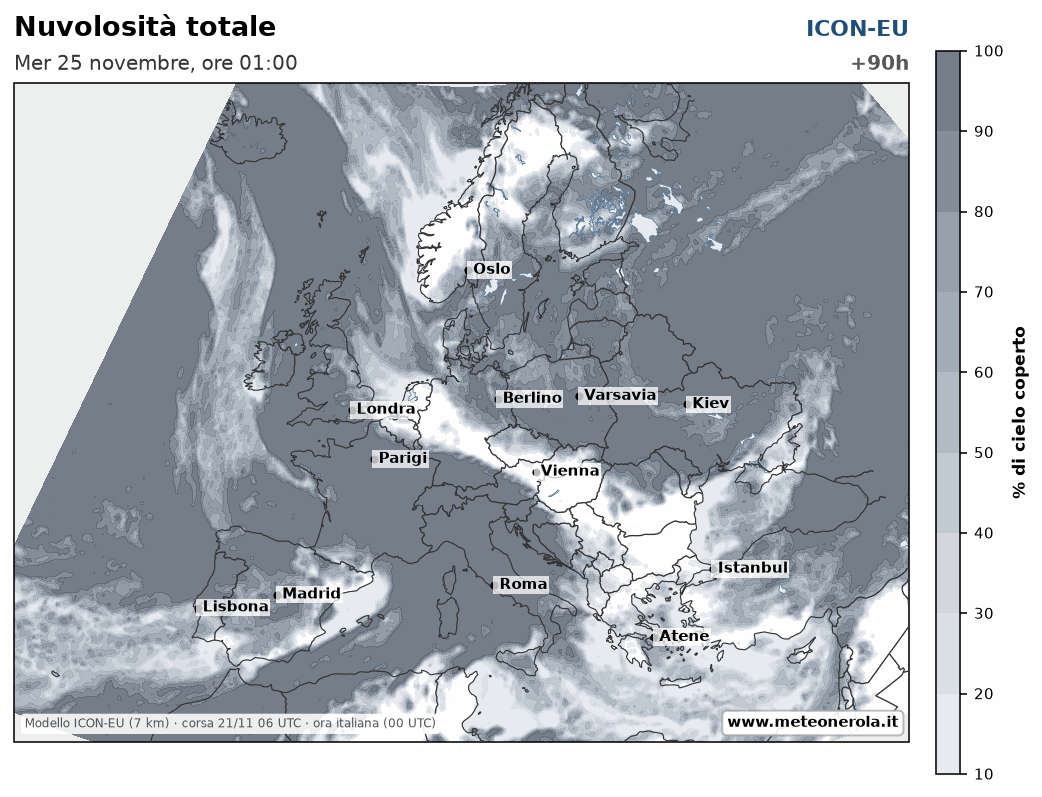 Nuvolosità totale
ICON-EU
Mer 25 novembre, ore 01:00
+90h
100
90
80
70
60
50
40
30
20
10
% di cielo coperto
Oslo
Berlino
Varsavia
Kiev
Londra
Parigi
Vienna
Istanbul
Roma
Madrid
Lisbona
Atene
Modello ICON-EU (7 km) · corsa 21/11 06 UTC · ora italiana (00 UTC)
www.meteonerola.it